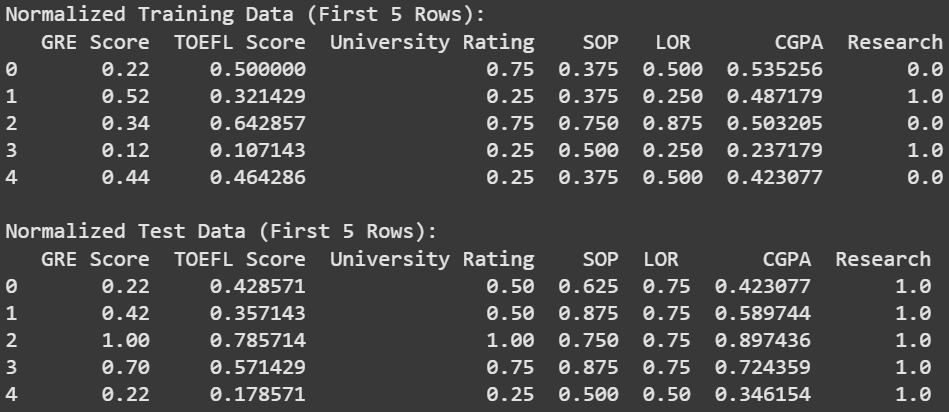 Normalized Training Data (First 5 Rows):
   GRE Score  TOEFL Score  University Rating    SOP   LOR       CGPA  Research
0       0.22     0.500000               0.75  0.375  0.500  0.535256       0.0
1       0.52     0.321429               0.25  0.375  0.250  0.487179       1.0
2       0.34     0.642857               0.75  0.750  0.875  0.503205       0.0
3       0.12     0.107143               0.25  0.500  0.250  0.237179       1.0
4       0.44     0.464286               0.25  0.375  0.500  0.423077       0.0

Normalized Test Data (First 5 Rows):
   GRE Score  TOEFL Score  University Rating    SOP  LOR       CGPA  Research
0       0.22     0.428571               0.50  0.625  0.75  0.423077       1.0
1       0.42     0.357143               0.50  0.875  0.75  0.589744       1.0
2       1.00     0.785714               1.00  0.750  0.75  0.897436       1.0
3       0.70     0.571429               0.75  0.875  0.75  0.724359       1.0
4       0.22     0.178571               0.25  0.500  0.50  0.346154       1.0